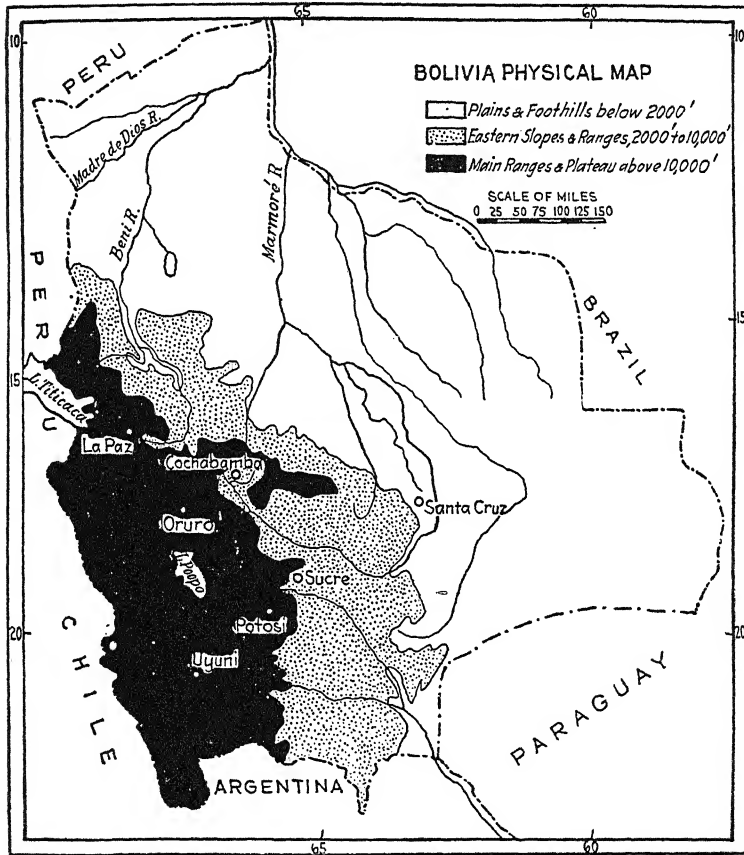 65
60
10
10
PERU
BOLIVIA PHYSICAL MAP
Plains & Foothills below 2000'
Eastern Slopes & Ranges, 2000' to 10,000'
Main Ranges & Plateau above 10,000'
SCALE OF MILES
0 25 50 75 100 125 150
Madre de Dios R.
Beni R.
Marmoré R
PERU
BRAZIL
15
15
L. Titicaca
La Paz
Cochabamba
Santa Cruz
Oruro
L. Poopo
Sucre
Potosi
Uyuni
20
20
CHILE
PARAGUAY
ARGENTINA
65
60